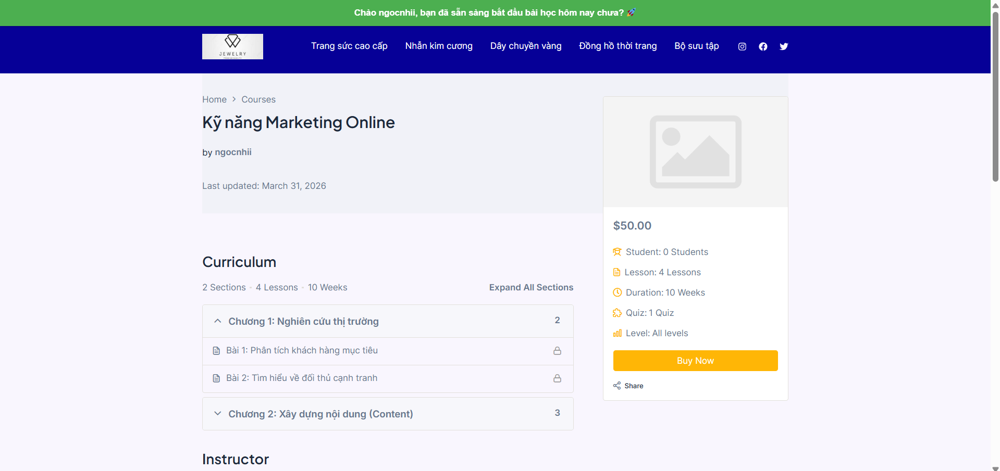 Chào ngocnhii, bạn đã sẵn sàng bắt đầu bài học hôm nay chưa? 🚀
JEWELRY
PREMIUM QUALITY
Trang sức cao cấp
Nhẫn kim cương
Dây chuyền vàng
Đồng hồ thời trang
Bộ sưu tập
Home > Courses
Kỹ năng Marketing Online
by ngocnhii
Last updated: March 31, 2026
$50.00
Student: 0 Students
Lesson: 4 Lessons
Duration: 10 Weeks
Quiz: 1 Quiz
Level: All levels
Buy Now
Share
Curriculum
2 Sections • 4 Lessons • 10 Weeks
Expand All Sections
Chương 1: Nghiên cứu thị trường 2
Bài 1: Phân tích khách hàng mục tiêu
Bài 2: Tìm hiểu về đối thủ cạnh tranh
Chương 2: Xây dựng nội dung (Content) 3
Instructor